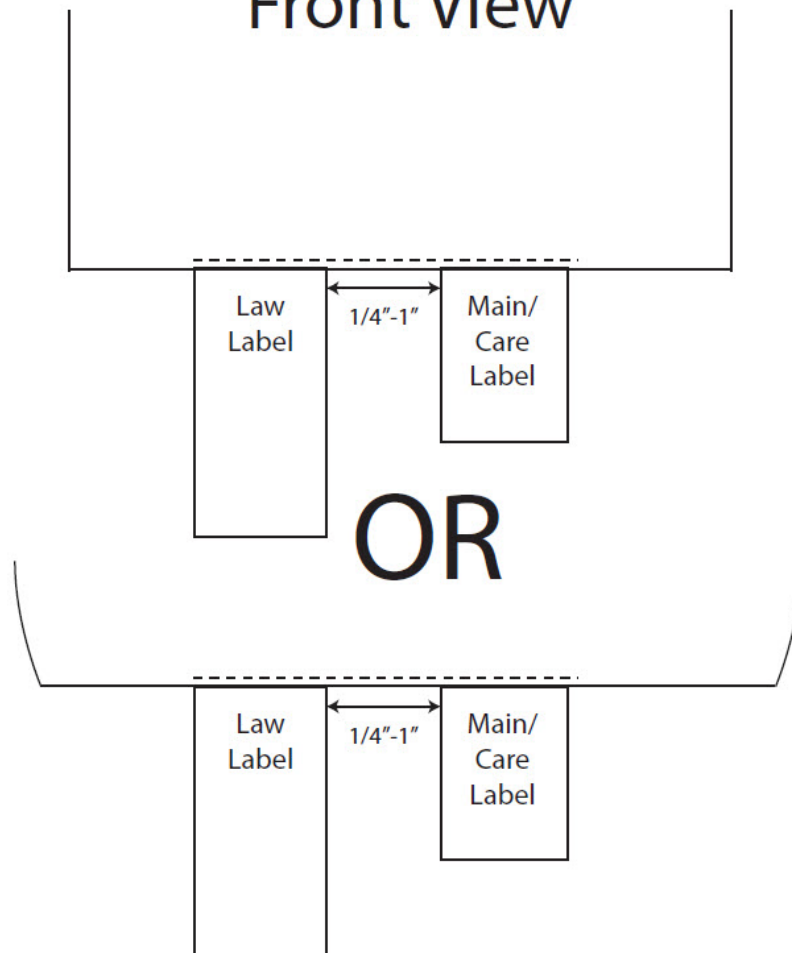 Front View
Law
Label
1/4”-1”
Main/
Care
Label
OR
Law
Label
1/4”-1”
Main/
Care
Label